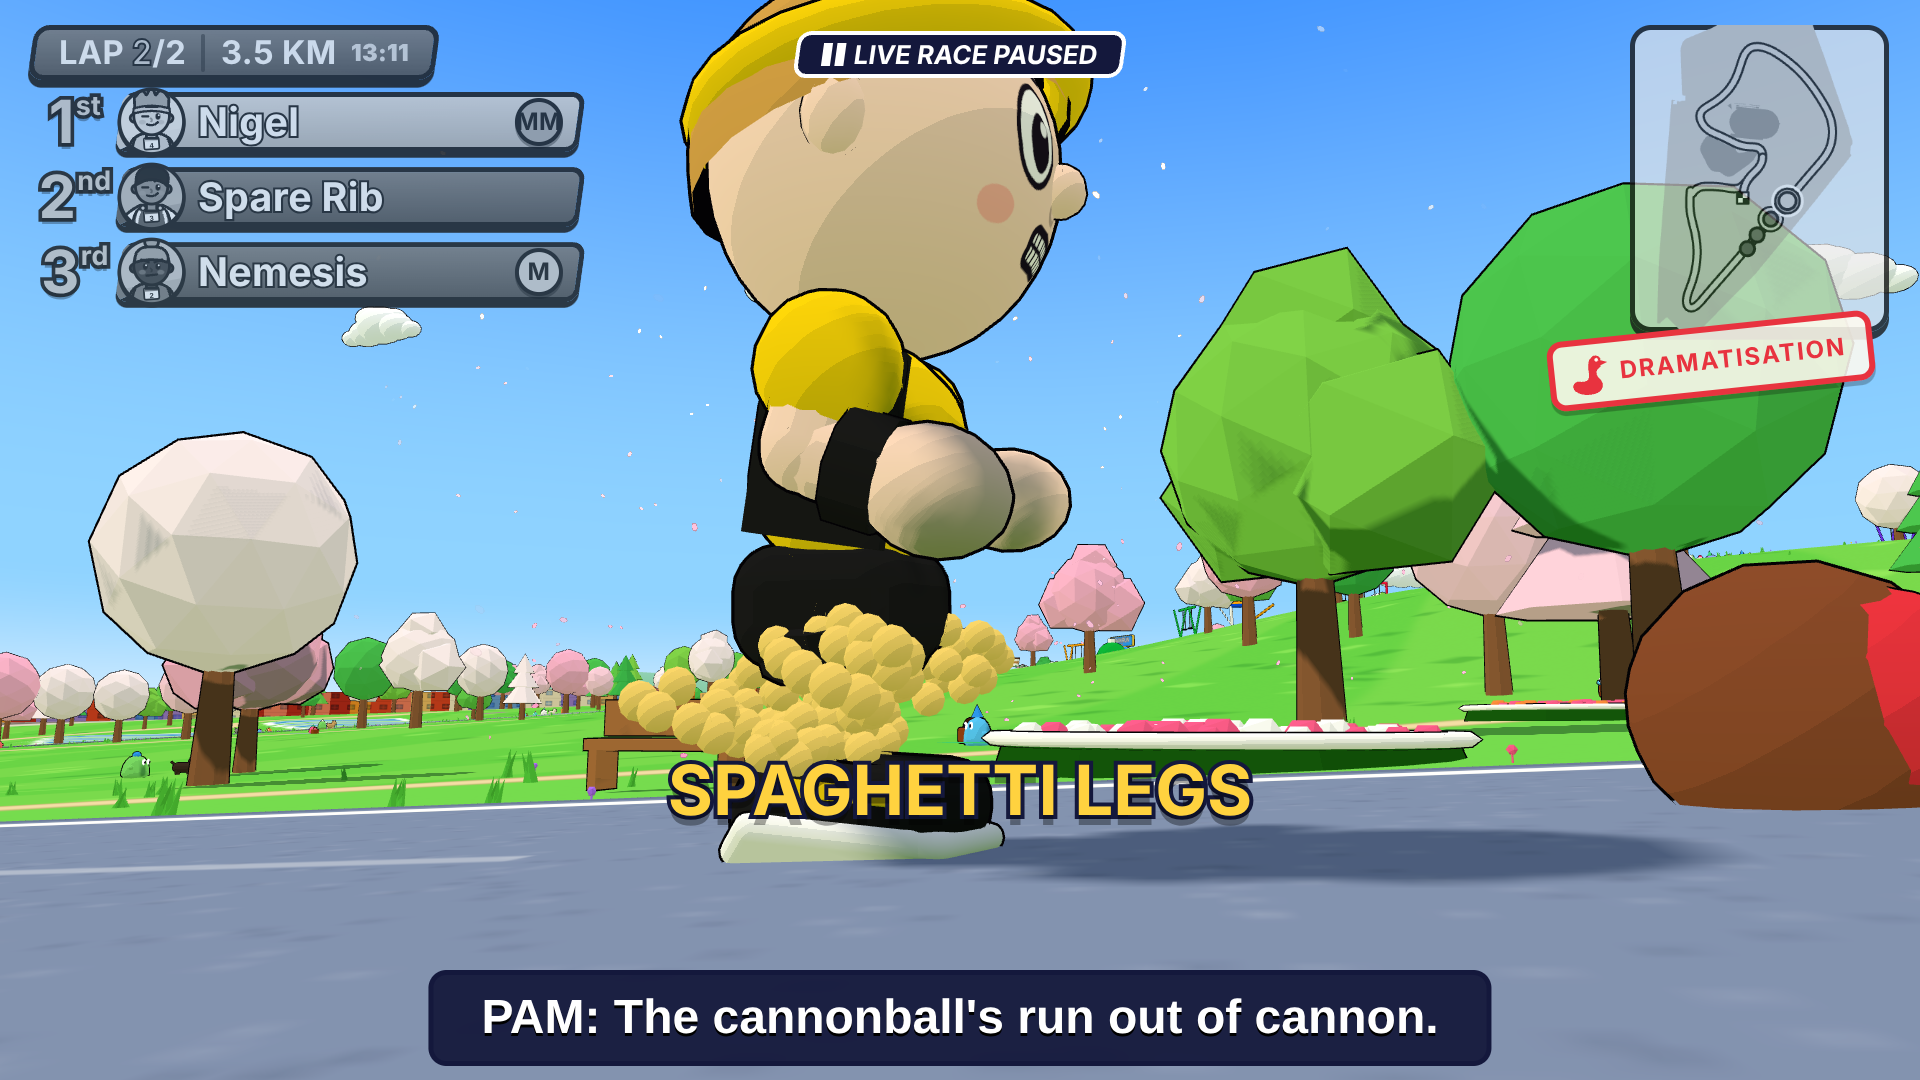 LAP 2/2 3.5 KM 13:11
LIVE RACE PAUSED
1st Nigel MM
2nd Spare Rib
3rd Nemesis M
DRAMATISATION
SPAGHETTI LEGS
PAM: The cannonball's run out of cannon.